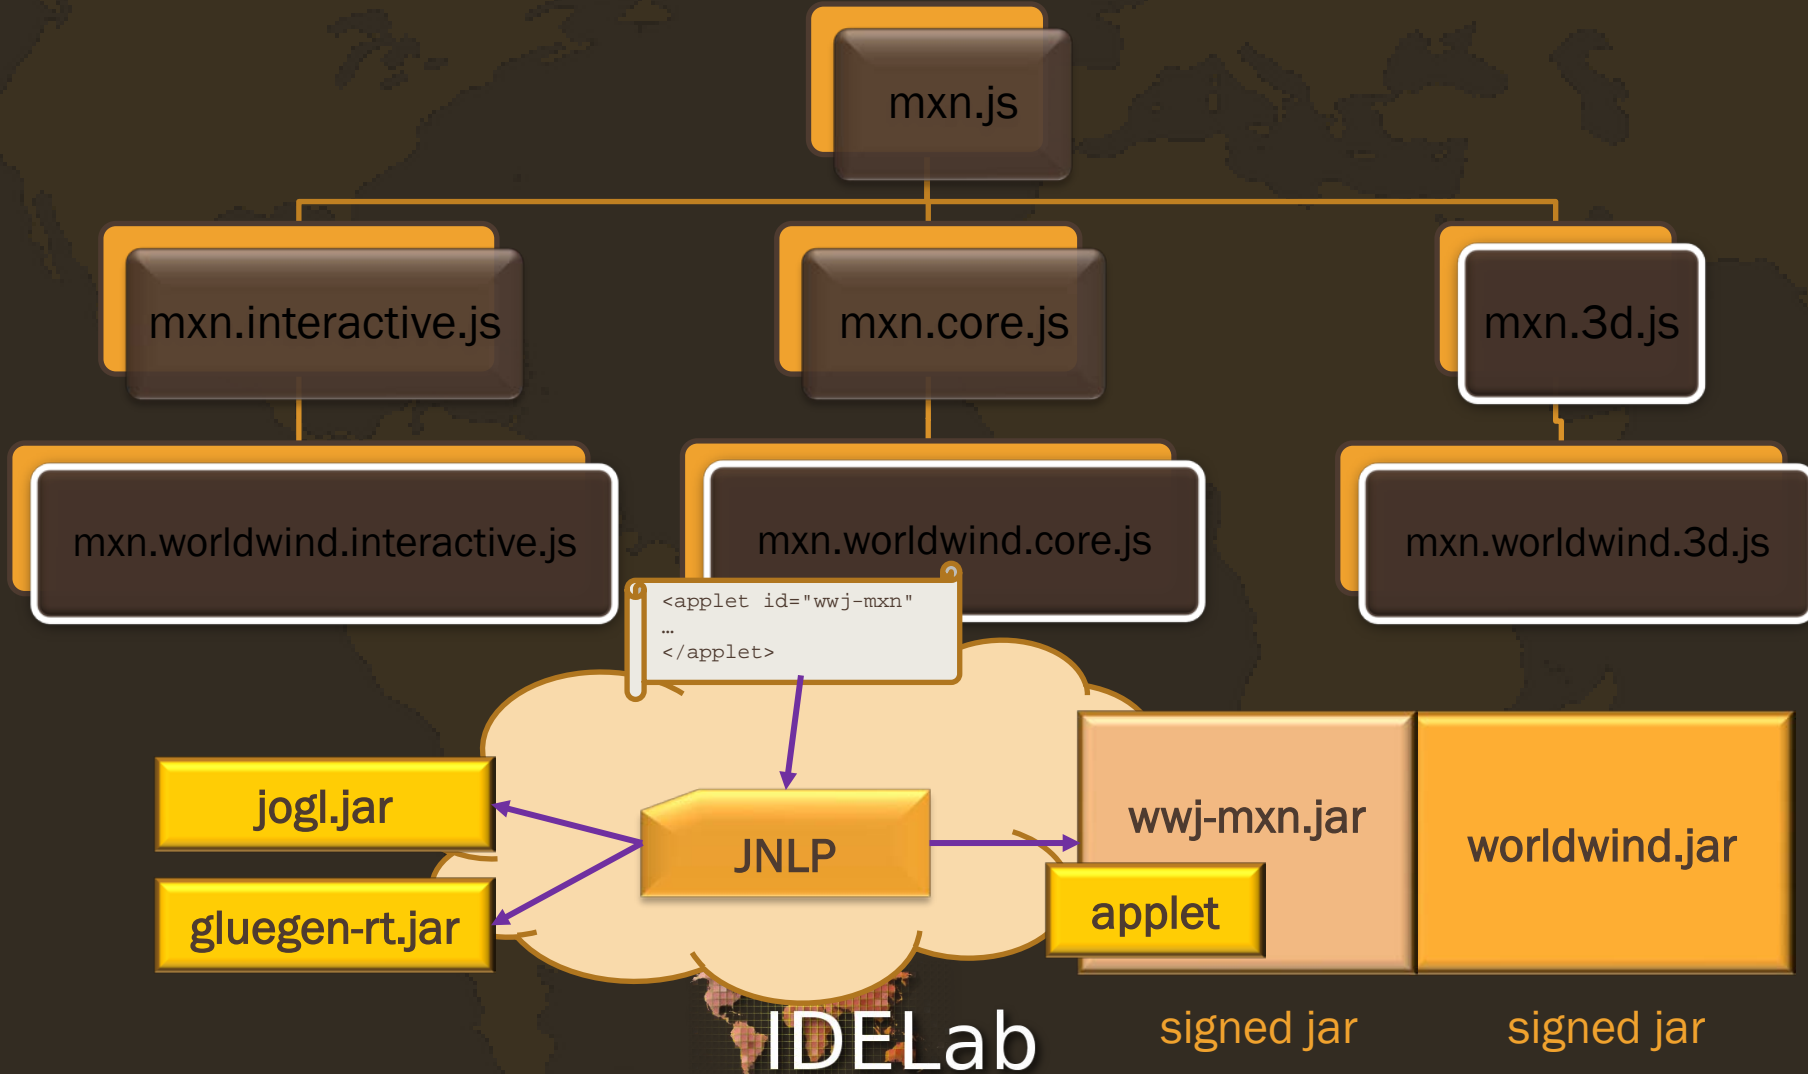 mxn.js
mxn.interactive.js
mxn.core.js
mxn.3d.js
mxn.worldwind.interactive.js
mxn.worldwind.core.js
mxn.worldwind.3d.js
<applet id="wwj-mxn"
…
</applet>
jogl.jar
gluegen-rt.jar
JNLP
wwj-mxn.jar
applet
worldwind.jar
signed jar
signed jar
IDELab